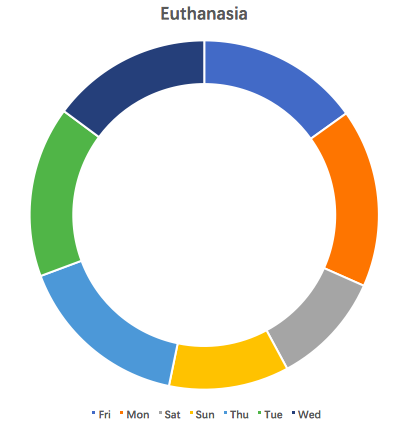 Euthanasia
Fri Mon Sat Sun Thu Tue Wed